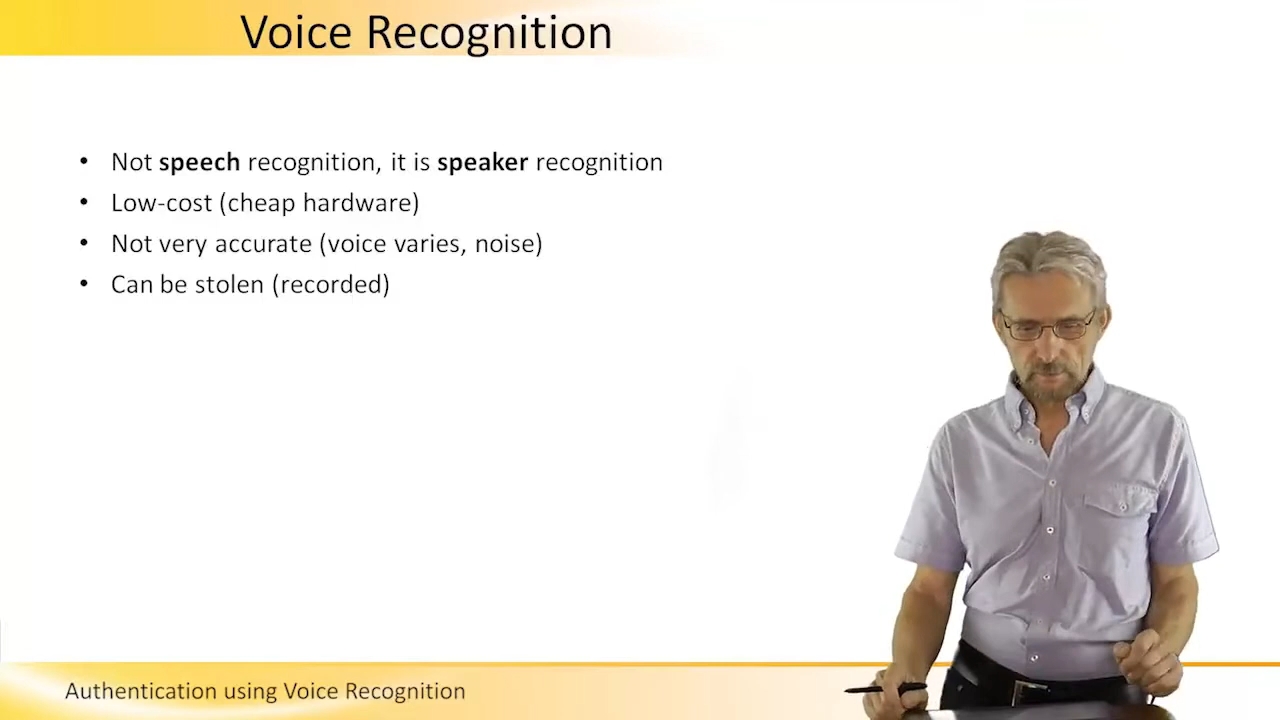 Voice Recognition
• Not speech recognition, it is speaker recognition
• Low-cost (cheap hardware)
• Not very accurate (voice varies, noise)
• Can be stolen (recorded)
Authentication using Voice Recognition